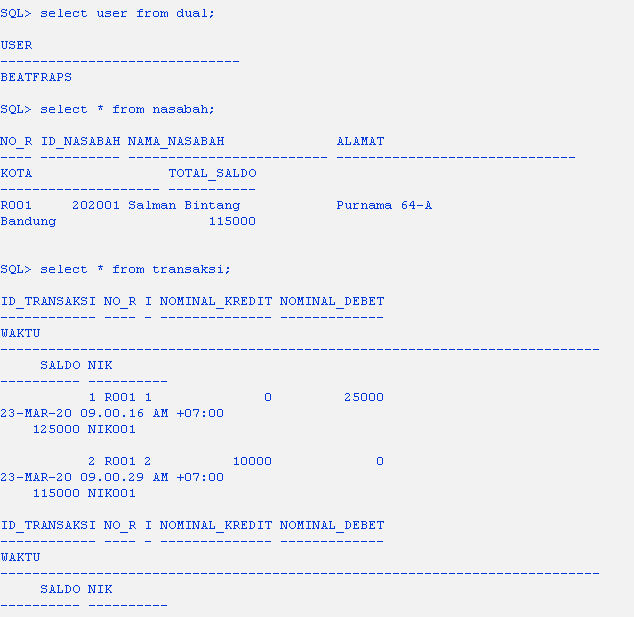 SQL> select user from dual;
USER
------------------------------
BEATFRAPS
SQL> select * from nasabah;
NO_R ID_NASABAH NAMA_NASABAH              ALAMAT
---- ---------- ------------------------- ------------------------------
KOTA                 TOTAL_SALDO
-------------------- -----------
R001     202001 Salman Bintang            Purnama 64-A
Bandung                   115000
SQL> select * from transaksi;
ID_TRANSAKSI NO_R I NOMINAL_KREDIT NOMINAL_DEBET
------------ ---- - -------------- -------------
WAKTU
---------------------------------------------------------------------------
     SALDO NIK
---------- ----------
           1 R001 1              0         25000
23-MAR-20 09.00.16 AM +07:00
    125000 NIK001
           2 R001 2          10000             0
23-MAR-20 09.00.29 AM +07:00
    115000 NIK001
ID_TRANSAKSI NO_R I NOMINAL_KREDIT NOMINAL_DEBET
------------ ---- - -------------- -------------
WAKTU
---------------------------------------------------------------------------
     SALDO NIK
---------- ----------